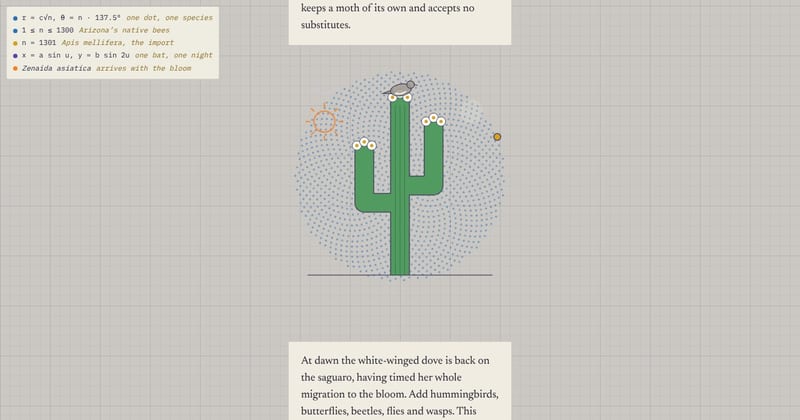 r = c√n, θ = n · 137.5° one dot, one species
1 ≤ n ≤ 1300 Arizona's native bees
n = 1301 Apis mellifera, the import
x = a sin u, y = b sin 2u one bat, one night
Zenaida asiatica arrives with the bloom
keeps a moth of its own and accepts no
substitutes.
At dawn the white-winged dove is back on
the saguaro, having timed her whole
migration to the bloom. Add hummingbirds,
butterflies, beetles, flies and wasps. This